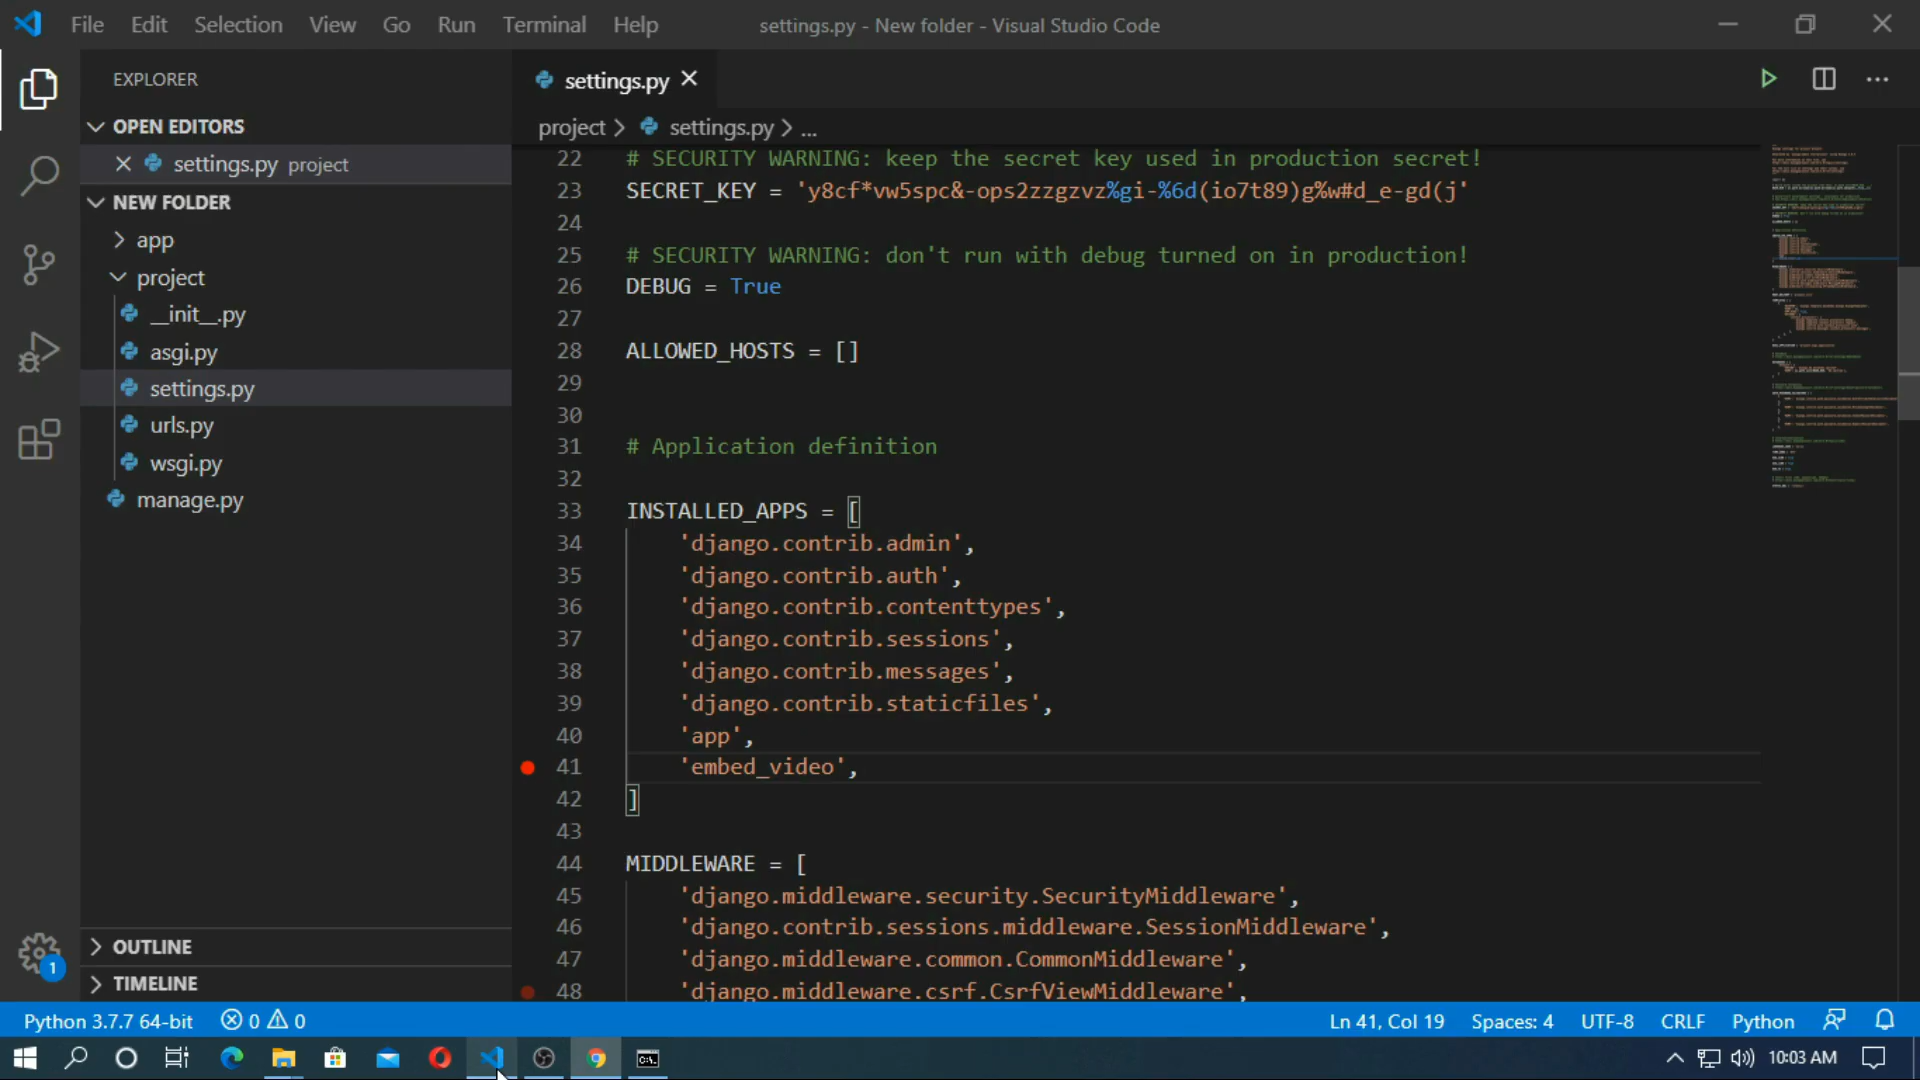 File Edit Selection View Go Run Terminal Help
settings.py - New folder - Visual Studio Code
EXPLORER
OPEN EDITORS
settings.py project
NEW FOLDER
app
project
__init__.py
asgi.py
settings.py
urls.py
wsgi.py
manage.py
OUTLINE
TIMELINE
settings.py
project > settings.py > ...
22 # SECURITY WARNING: keep the secret key used in production secret!
23 SECRET_KEY = 'y8cf*vw5spc&-ops2zzgzvz%gi-%6d(io7t89)g%w#d_e-gd(j'
24
25 # SECURITY WARNING: don't run with debug turned on in production!
26 DEBUG = True
27
28 ALLOWED_HOSTS = []
29
30
31 # Application definition
32
33 INSTALLED_APPS = [
34 'django.contrib.admin',
35 'django.contrib.auth',
36 'django.contrib.contenttypes',
37 'django.contrib.sessions',
38 'django.contrib.messages',
39 'django.contrib.staticfiles',
40 'app',
41 'embed_video',
42 ]
43
44 MIDDLEWARE = [
45 'django.middleware.security.SecurityMiddleware',
46 'django.contrib.sessions.middleware.SessionMiddleware',
47 'django.middleware.common.CommonMiddleware',
48 'django.middleware.csrf.CsrfViewMiddleware',
1
Python 3.7.7 64-bit 0 0 Ln 41, Col 19 Spaces: 4 UTF-8 CRLF Python
10:03 AM